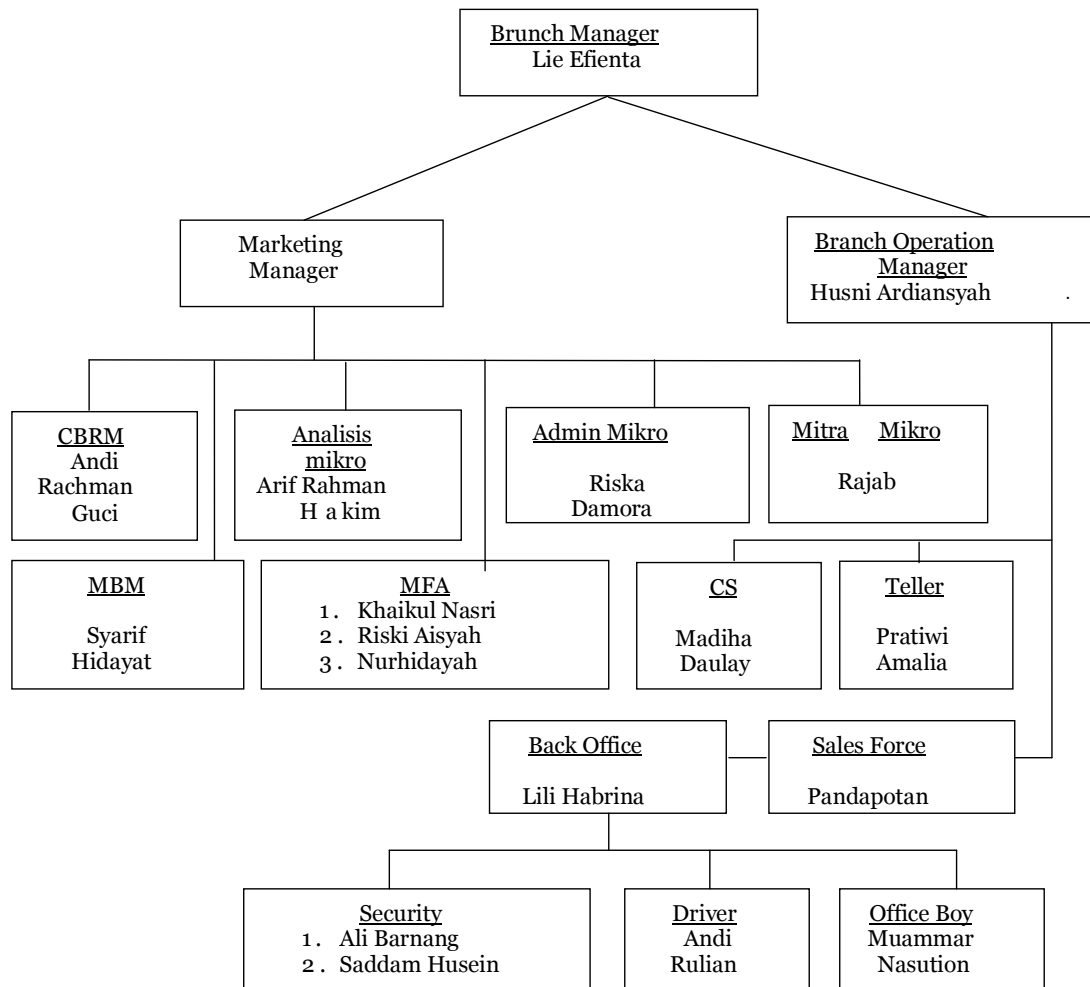 Brunch Manager
Lie Efienta
Marketing
Manager
Branch Operation
Manager
Husni Ardiansyah .
CBRM
Andi
Rachman
Guci
Analisis
mikro
Arif Rahman
H a kim
Admin Mikro
Riska
Damora
Mitra Mikro
Rajab
MBM
Syarif
Hidayat
MFA
1. Khaikul Nasri
2. Riski Aisyah
3. Nurhidayah
CS
Madiha
Daulay
Teller
Pratiwi
Amalia
Back Office
Lili Habrina
Sales Force
Pandapotan
Security
1. Ali Barnang
2. Saddam Husein
Driver
Andi
Rulian
Office Boy
Muammar
Nasution